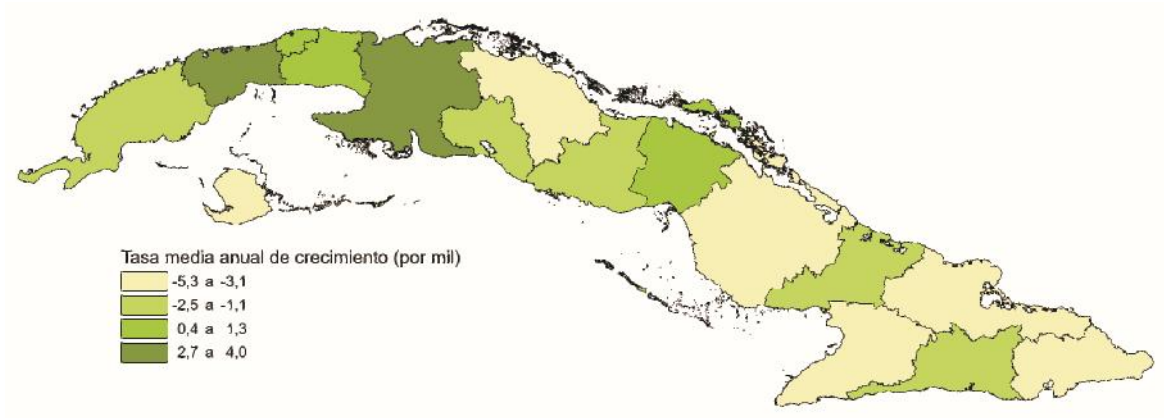 Tasa media anual de crecimiento (por mil)
-5,3 a -3,1
-2,5 a -1,1
0,4 a 1,3
2,7 a 4,0